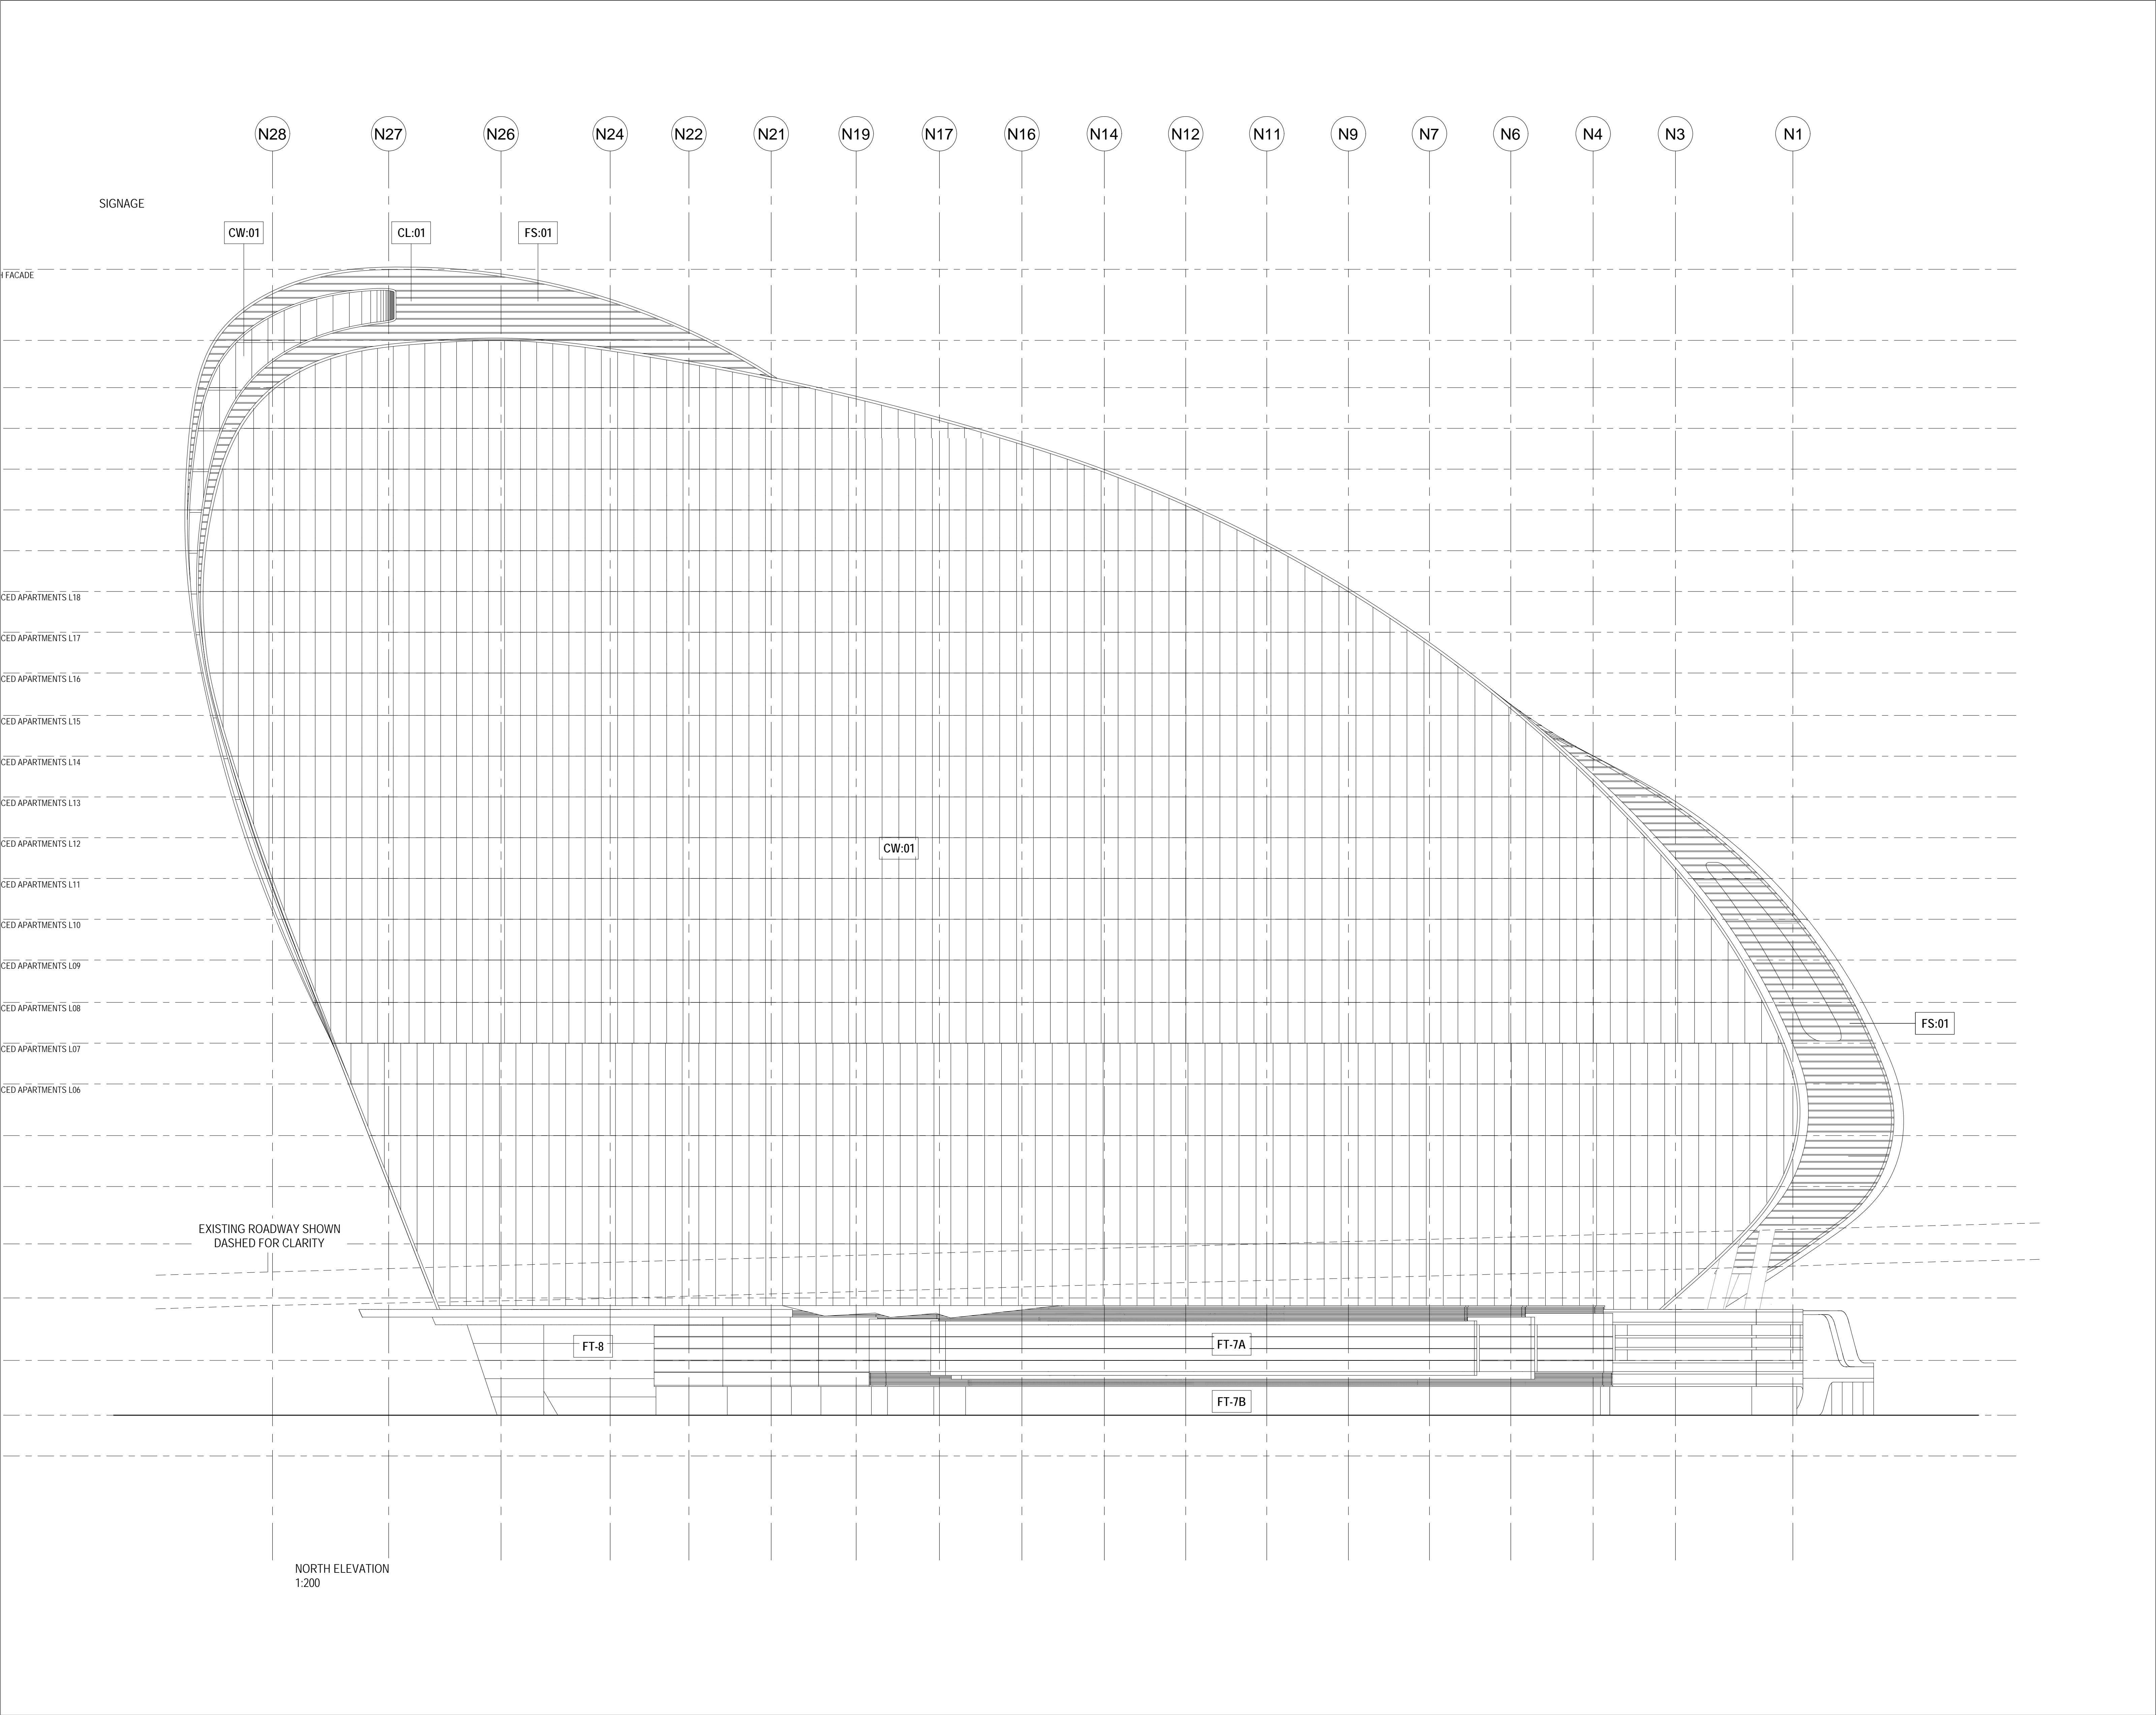 N28 N27 N26 N24 N22 N21 N19 N17 N16 N14 N12 N11 N9 N7 N6 N4 N3 N1
SIGNAGE
CW:01 CL:01 FS:01
FACADE
CED APARTMENTS L18
CED APARTMENTS L17
CED APARTMENTS L16
CED APARTMENTS L15
CED APARTMENTS L14
CED APARTMENTS L13
CED APARTMENTS L12
CW:01
CED APARTMENTS L11
CED APARTMENTS L10
CED APARTMENTS L09
CED APARTMENTS L08
FS:01
CED APARTMENTS L07
CED APARTMENTS L06
EXISTING ROADWAY SHOWN
DASHED FOR CLARITY
FT-8 FT-7A
FT-7B
NORTH ELEVATION
1:200